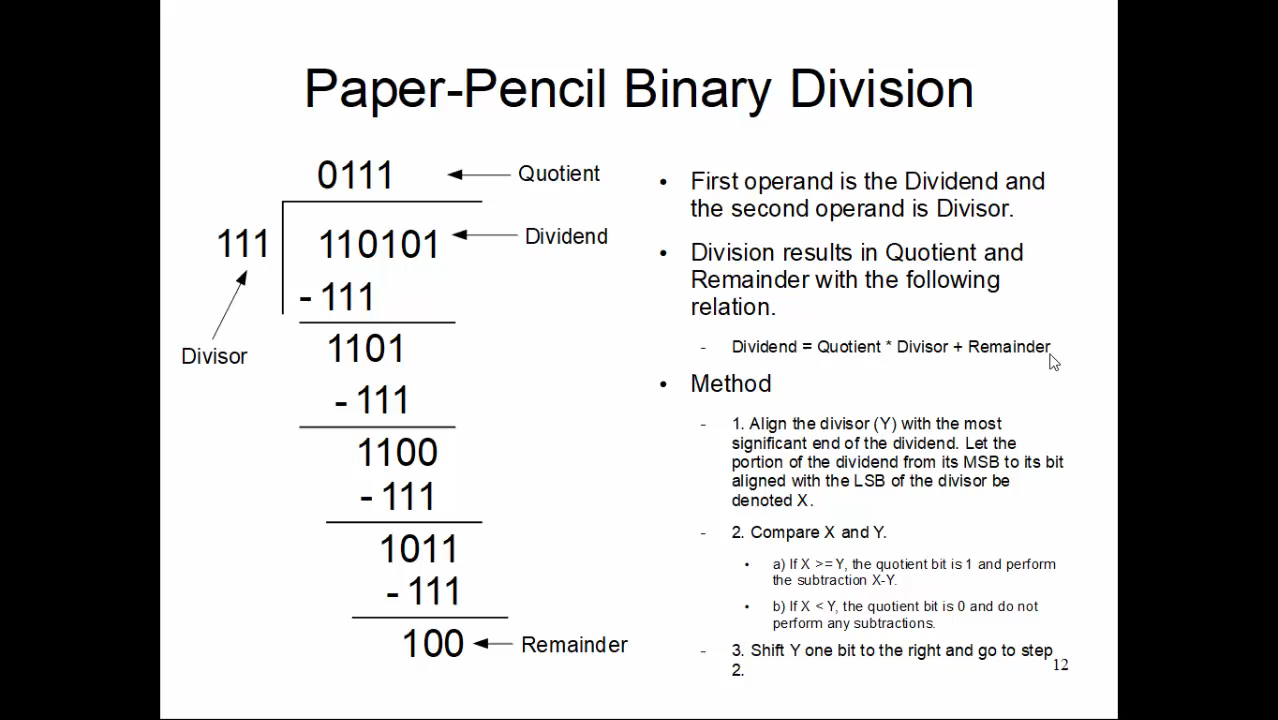 Paper-Pencil Binary Division
0111
Quotient
111
110101
Dividend
- 111
Divisor
1101
- 111
1100
- 111
1011
- 111
100
Remainder
• First operand is the Dividend and
the second operand is Divisor.
• Division results in Quotient and
Remainder with the following
relation.
- Dividend = Quotient * Divisor + Remainder
• Method
- 1. Align the divisor (Y) with the most
significant end of the dividend. Let the
portion of the dividend from its MSB to its bit
aligned with the LSB of the divisor be
denoted X.
- 2. Compare X and Y.
• a) If X >= Y, the quotient bit is 1 and perform
the subtraction X-Y.
• b) If X < Y, the quotient bit is 0 and do not
perform any subtractions.
- 3. Shift Y one bit to the right and go to step
2.
12